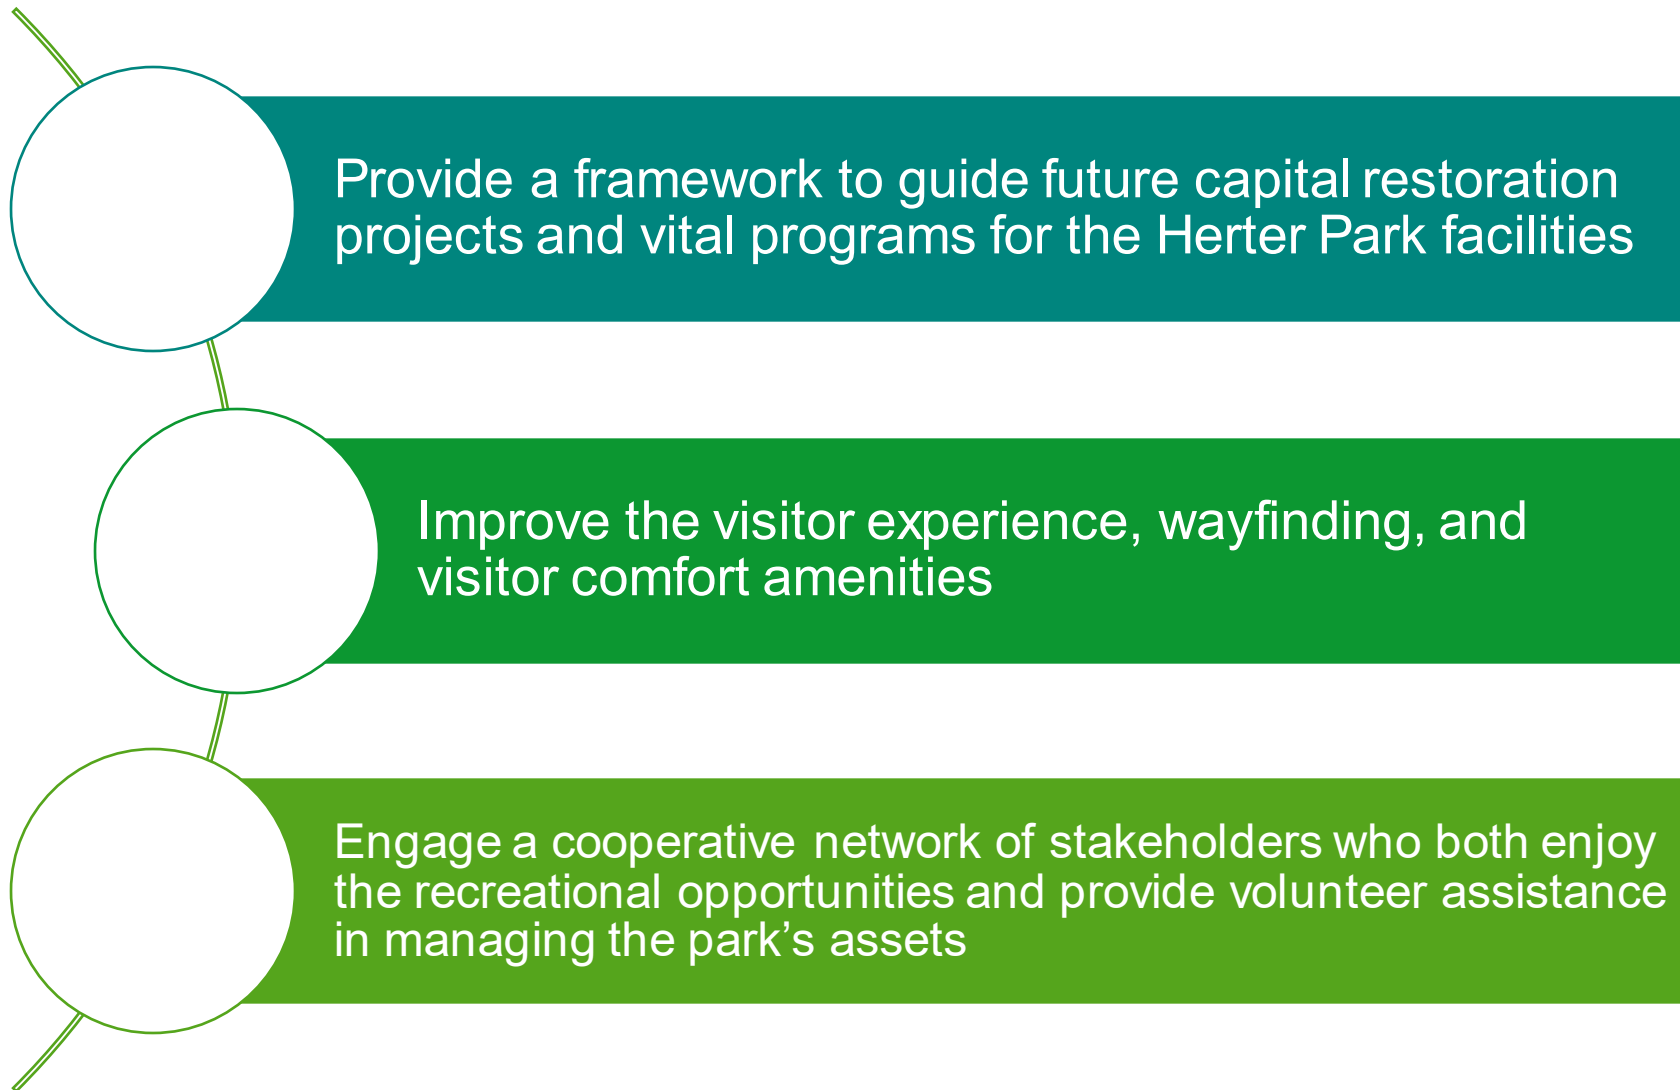 Provide a framework to guide future capital restoration
projects and vital programs for the Herter Park facilities
Improve the visitor experience, wayfinding, and
visitor comfort amenities
Engage a cooperative network of stakeholders who both enjoy
the recreational opportunities and provide volunteer assistance
in managing the park’s assets